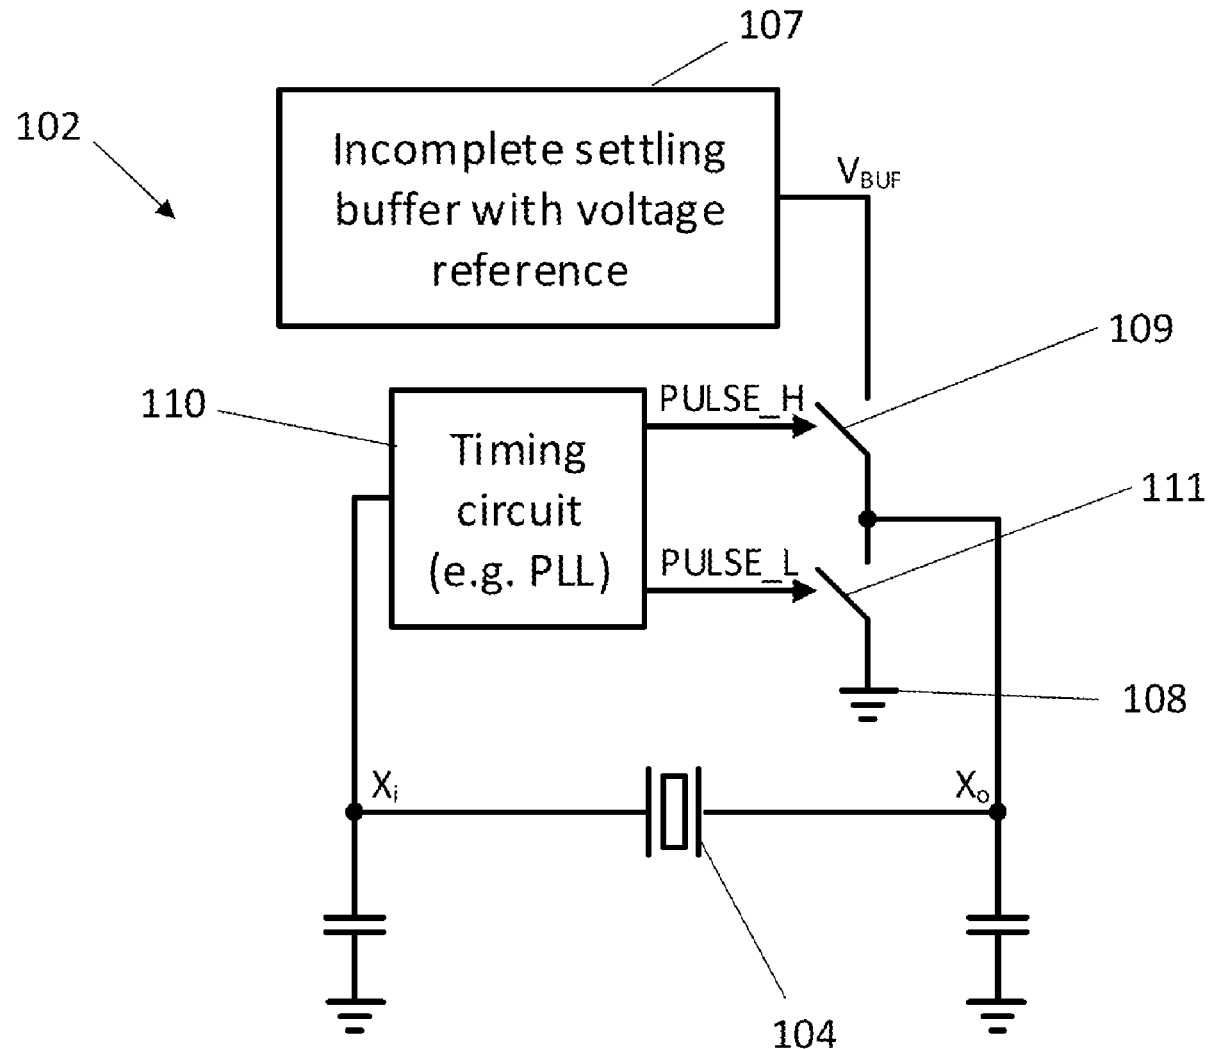 107
102
Incomplete settling
buffer with voltage
reference
VBUF
109
110
PULSE_H
Timing
circuit
(e.g. PLL)
111
PULSE_L
108
Xi
Xo
104